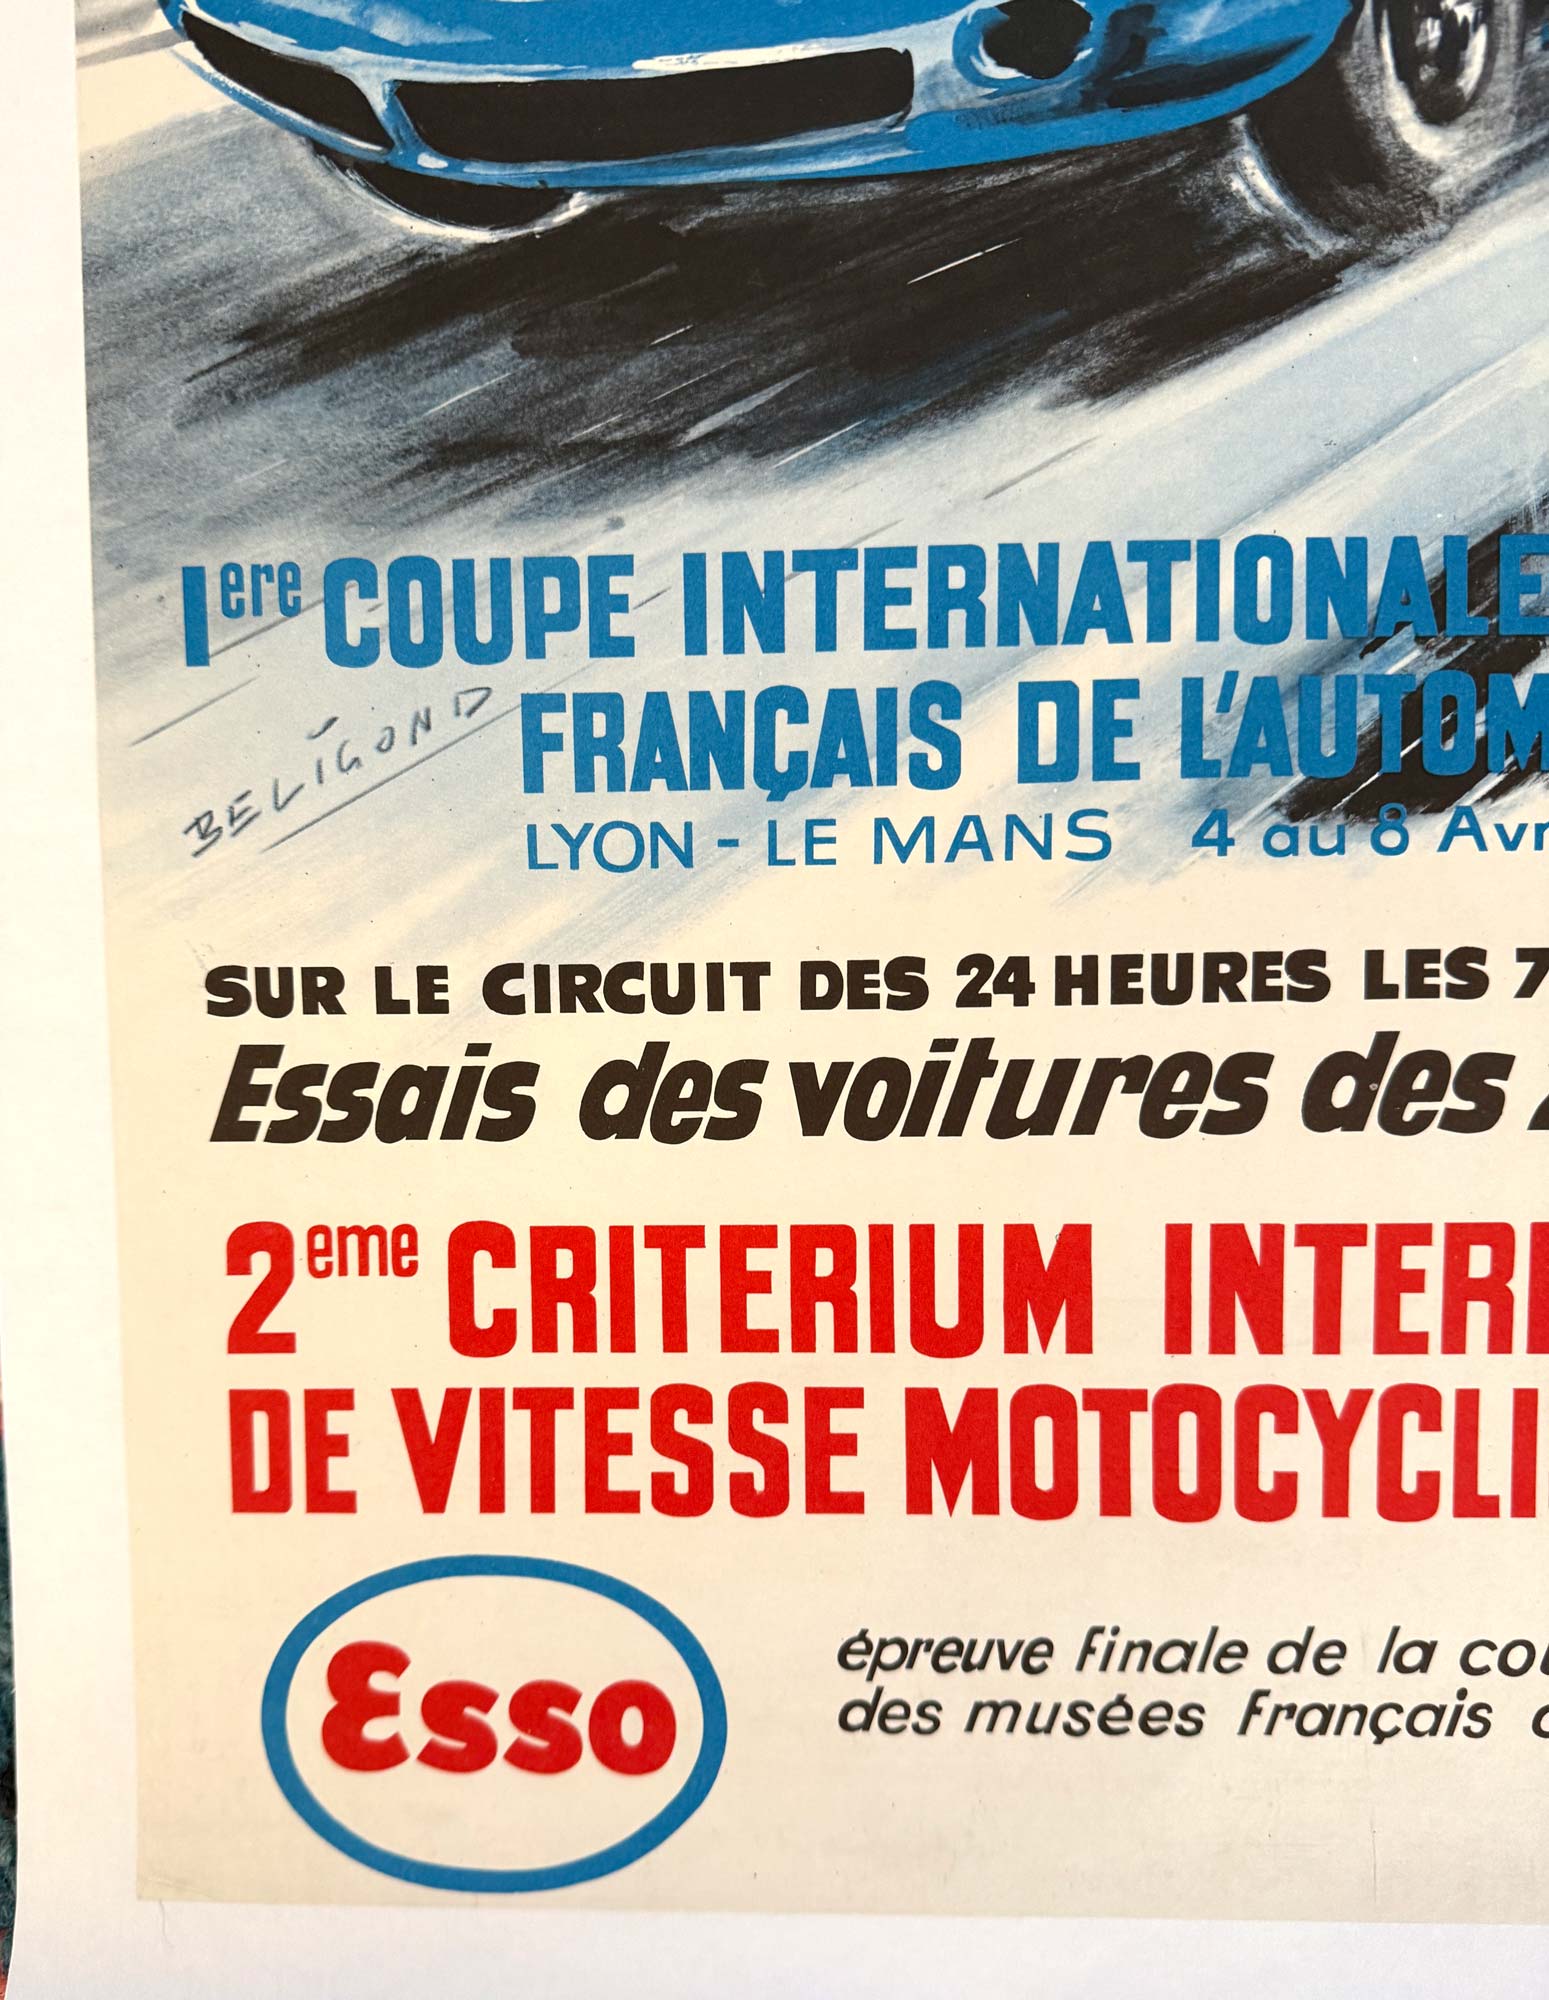 1ere COUPE INTERNATIONALE
FRANÇAIS DE L'AUTOM
BELIGOND
LYON - LE MANS 4 au 8 Avr
SUR LE CIRCUIT DES 24 HEURES LES 7
Essais des voitures des
2eme CRITERIUM INTER
DE VITESSE MOTOCYCLI
Esso
épreuve finale de la cou
des musées Français